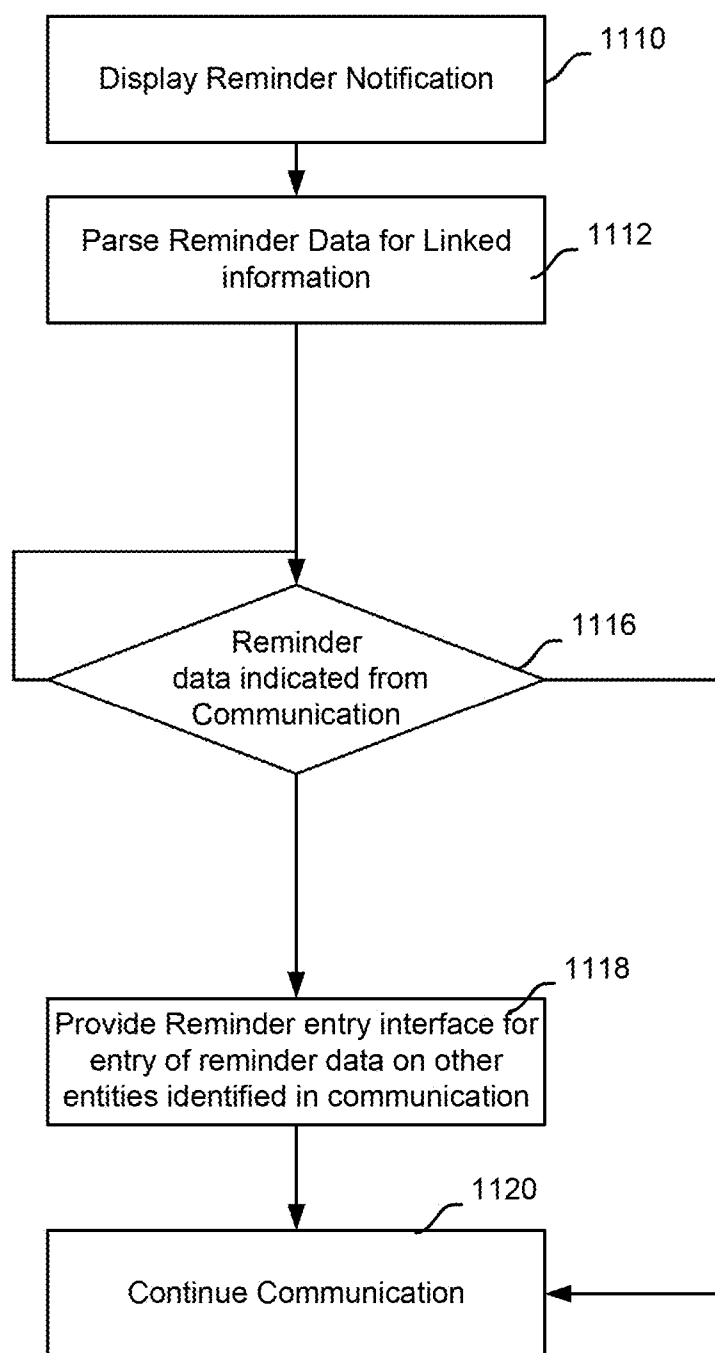 1110
Display Reminder Notification
1112
Parse Reminder Data for Linked
information
1116
Reminder
data indicated from
Communication
1118
Provide Reminder entry interface for
entry of reminder data on other
entities identified in communication
1120
Continue Communication